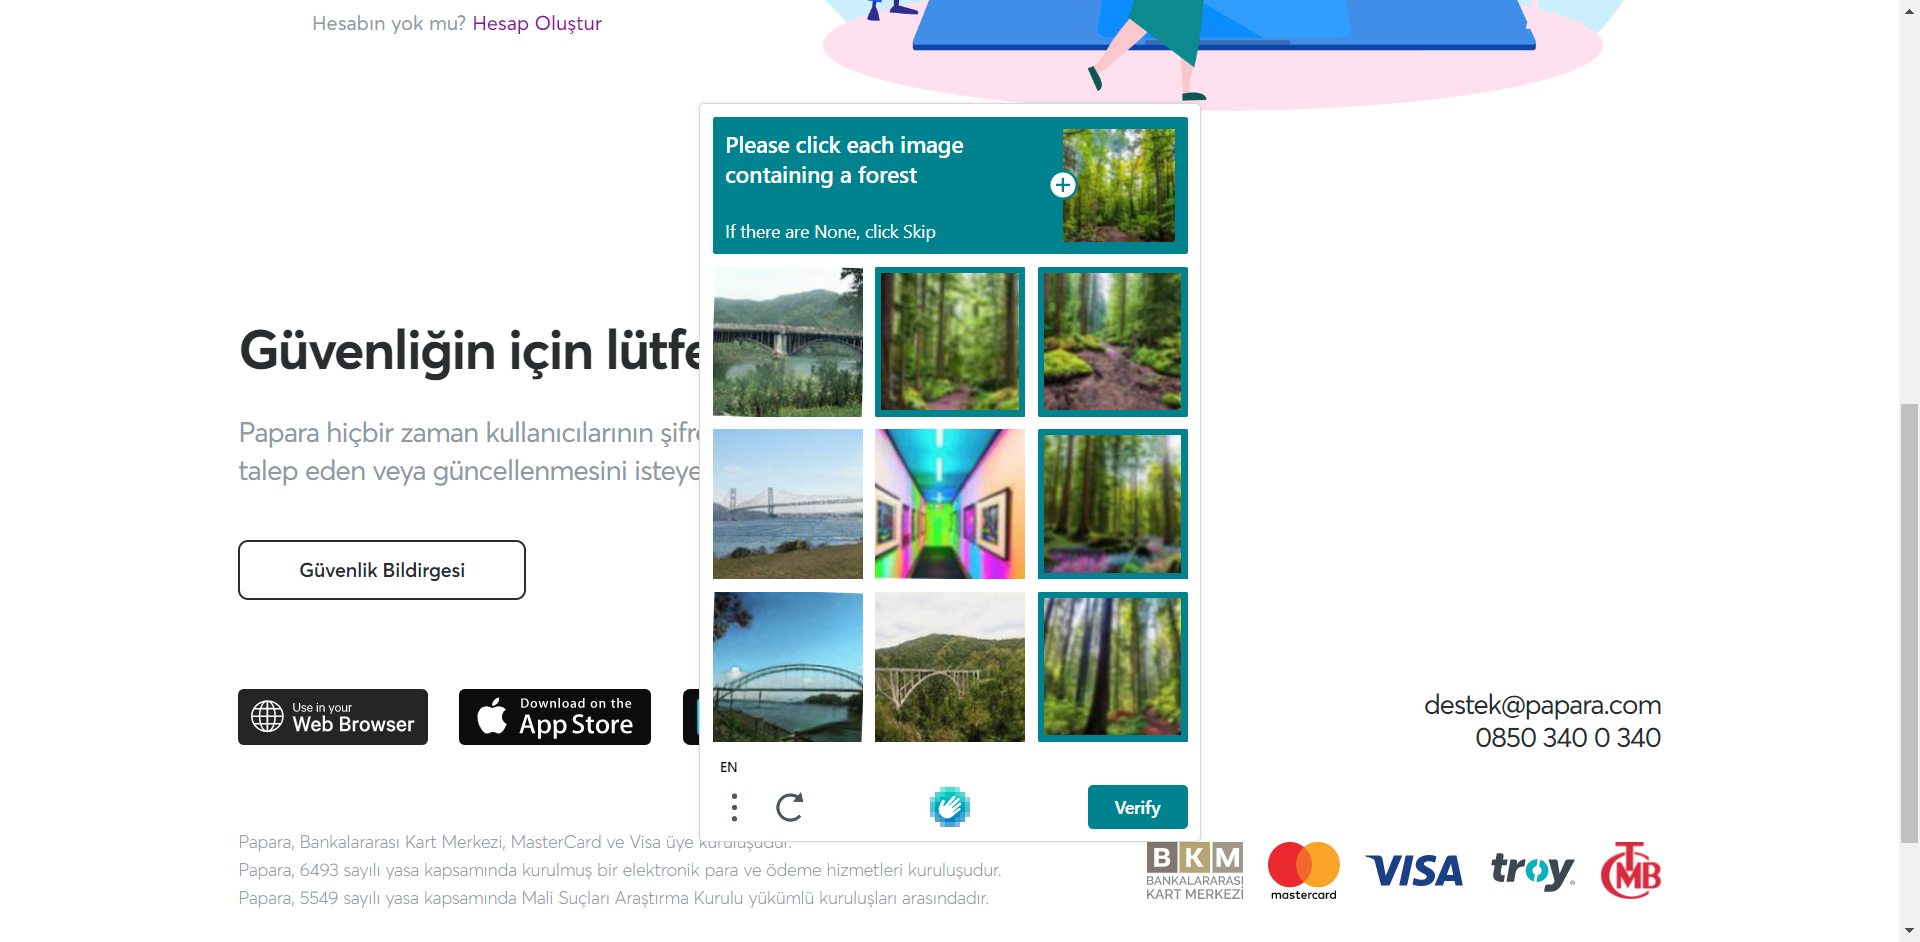 Hesabın yok mu? Hesap Oluştur
Please click each image
containing a forest
If there are None, click Skip
Güvenliğin için lütfe
Papara hiçbir zaman kullanıcılarının şifre
talep eden veya güncellenmesini isteye
Güvenlik Bildirgesi
Use in your
Web Browser
Download on the
App Store
destek@papara.com
0850 340 0 340
EN
Verify
Papara, Bankalararası Kart Merkezi, MasterCard ve Visa üye kuruluşudur.
Papara, 6493 sayılı yasa kapsamında kurulmuş bir elektronik para ve ödeme hizmetleri kuruluşudur.
Papara, 5549 sayılı yasa kapsamında Mali Suçları Araştırma Kurulu yükümlü kuruluşları arasındadır.
BKM
BANKALARARASI
KART MERKEZİ
mastercard
VISA
troy
TCMB